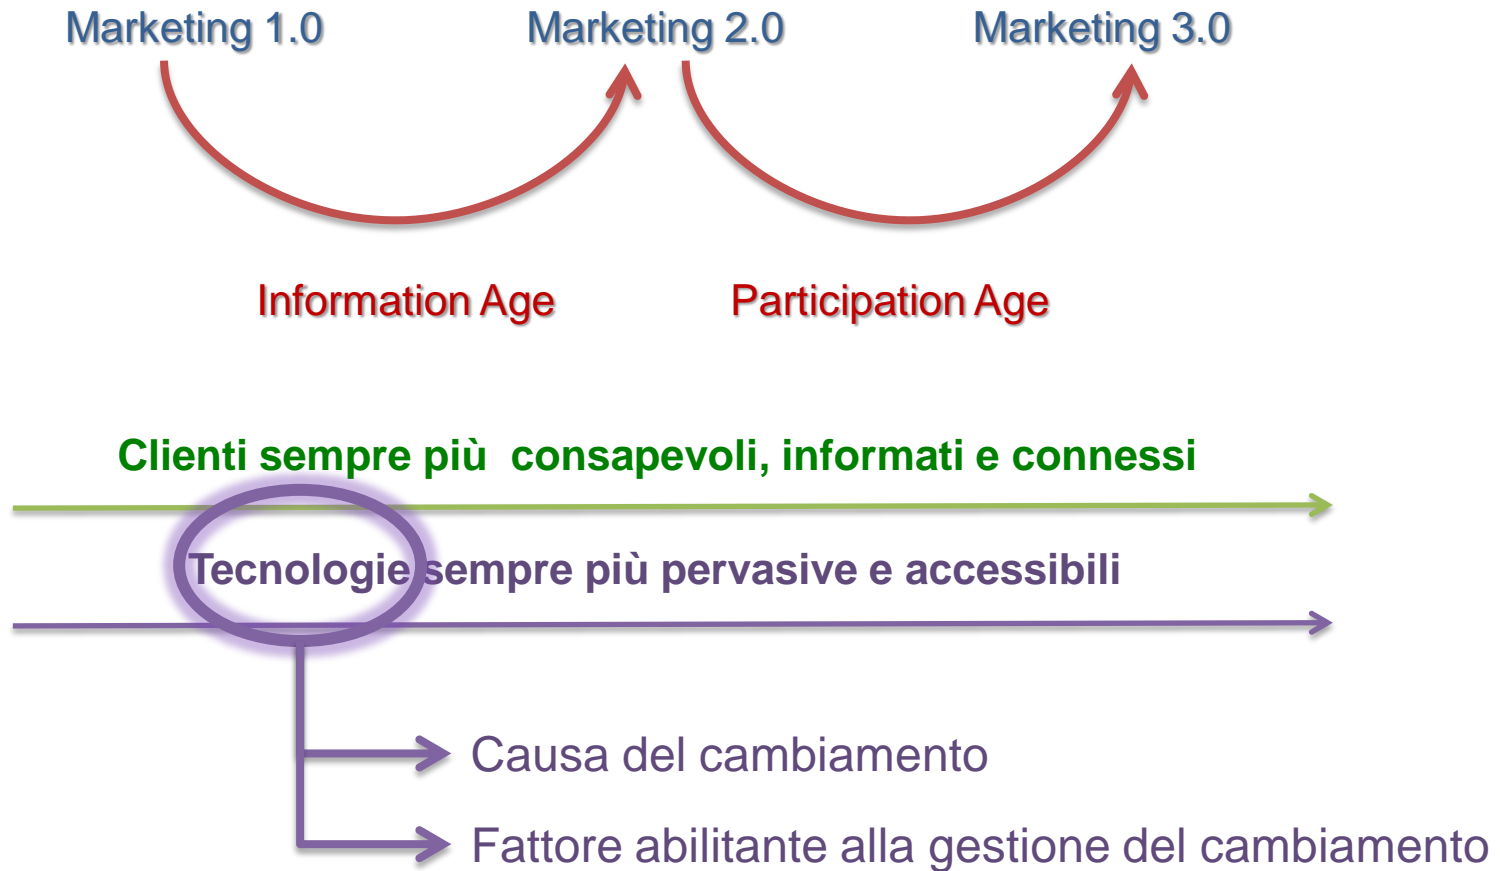 Marketing 1.0 Marketing 2.0 Marketing 3.0
Information Age Participation Age
Clienti sempre più consapevoli, informati e connessi
Tecnologie sempre più pervasive e accessibili
Causa del cambiamento
Fattore abilitante alla gestione del cambiamento